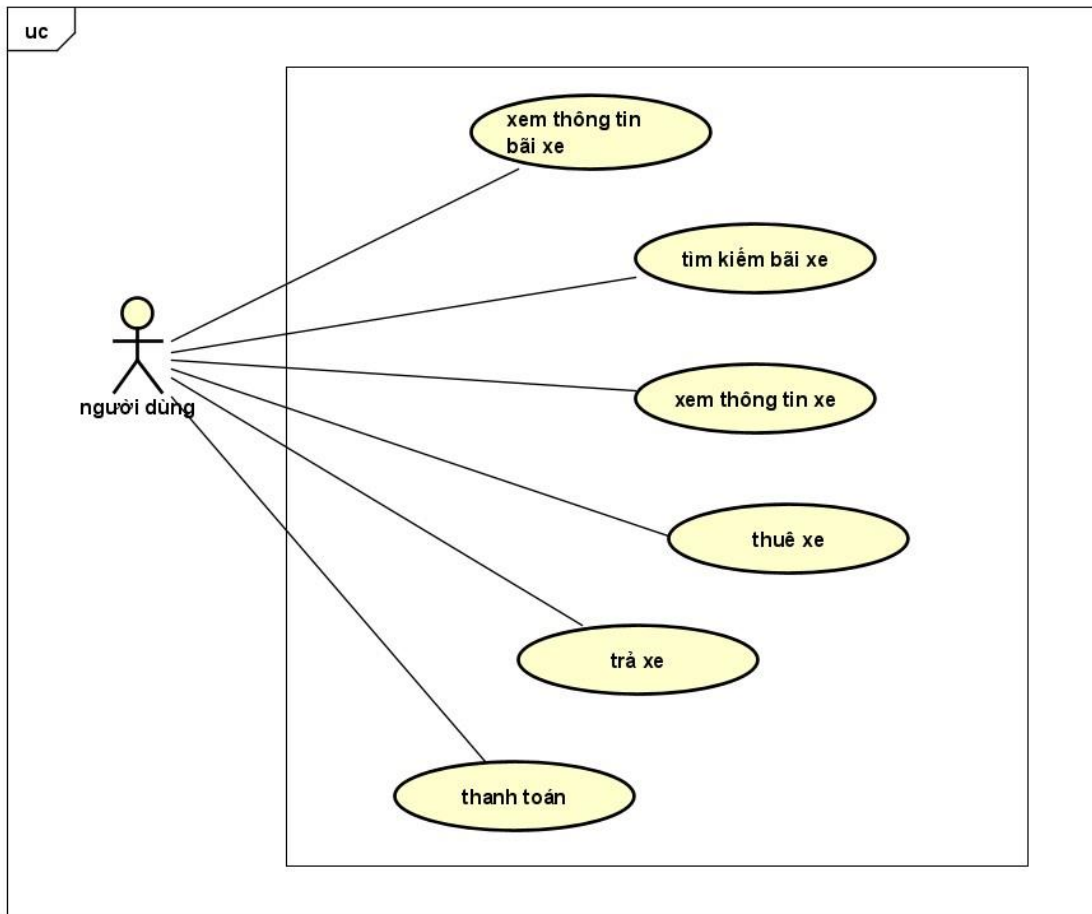 uc
xem thông tin
bãi xe
tìm kiếm bãi xe
người dùng
xem thông tin xe
thuê xe
trả xe
thanh toán